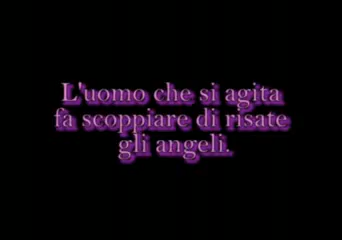 L'uomo che si agita
fa scoppiare di risate
gli angeli.